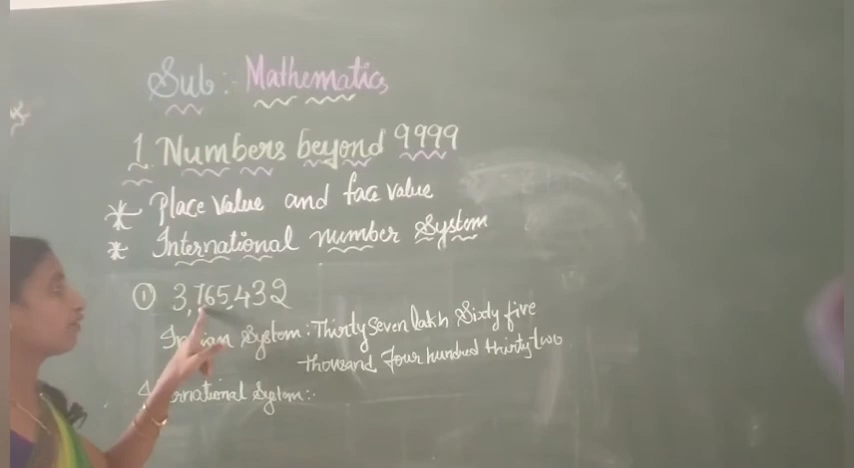 Sub: Mathematics
1. Numbers beyond 9999
* Place value and face value
* International number System
① 3,765,432
System: Thirty Seven lakh Sixty five
thousand Four hundred thirty two
System: